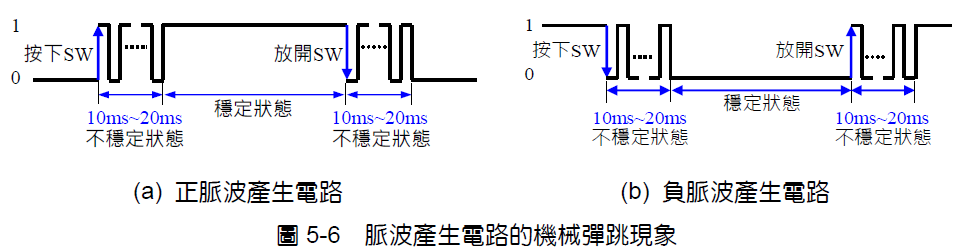 1
按下SW
放開SW
0
10ms~20ms
不穩定狀態
穩定狀態
10ms~20ms
不穩定狀態
(a) 正脈波產生電路
1
按下SW
放開SW
0
10ms~20ms
不穩定狀態
穩定狀態
10ms~20ms
不穩定狀態
(b) 負脈波產生電路
圖 5-6 脈波產生電路的機械彈跳現象